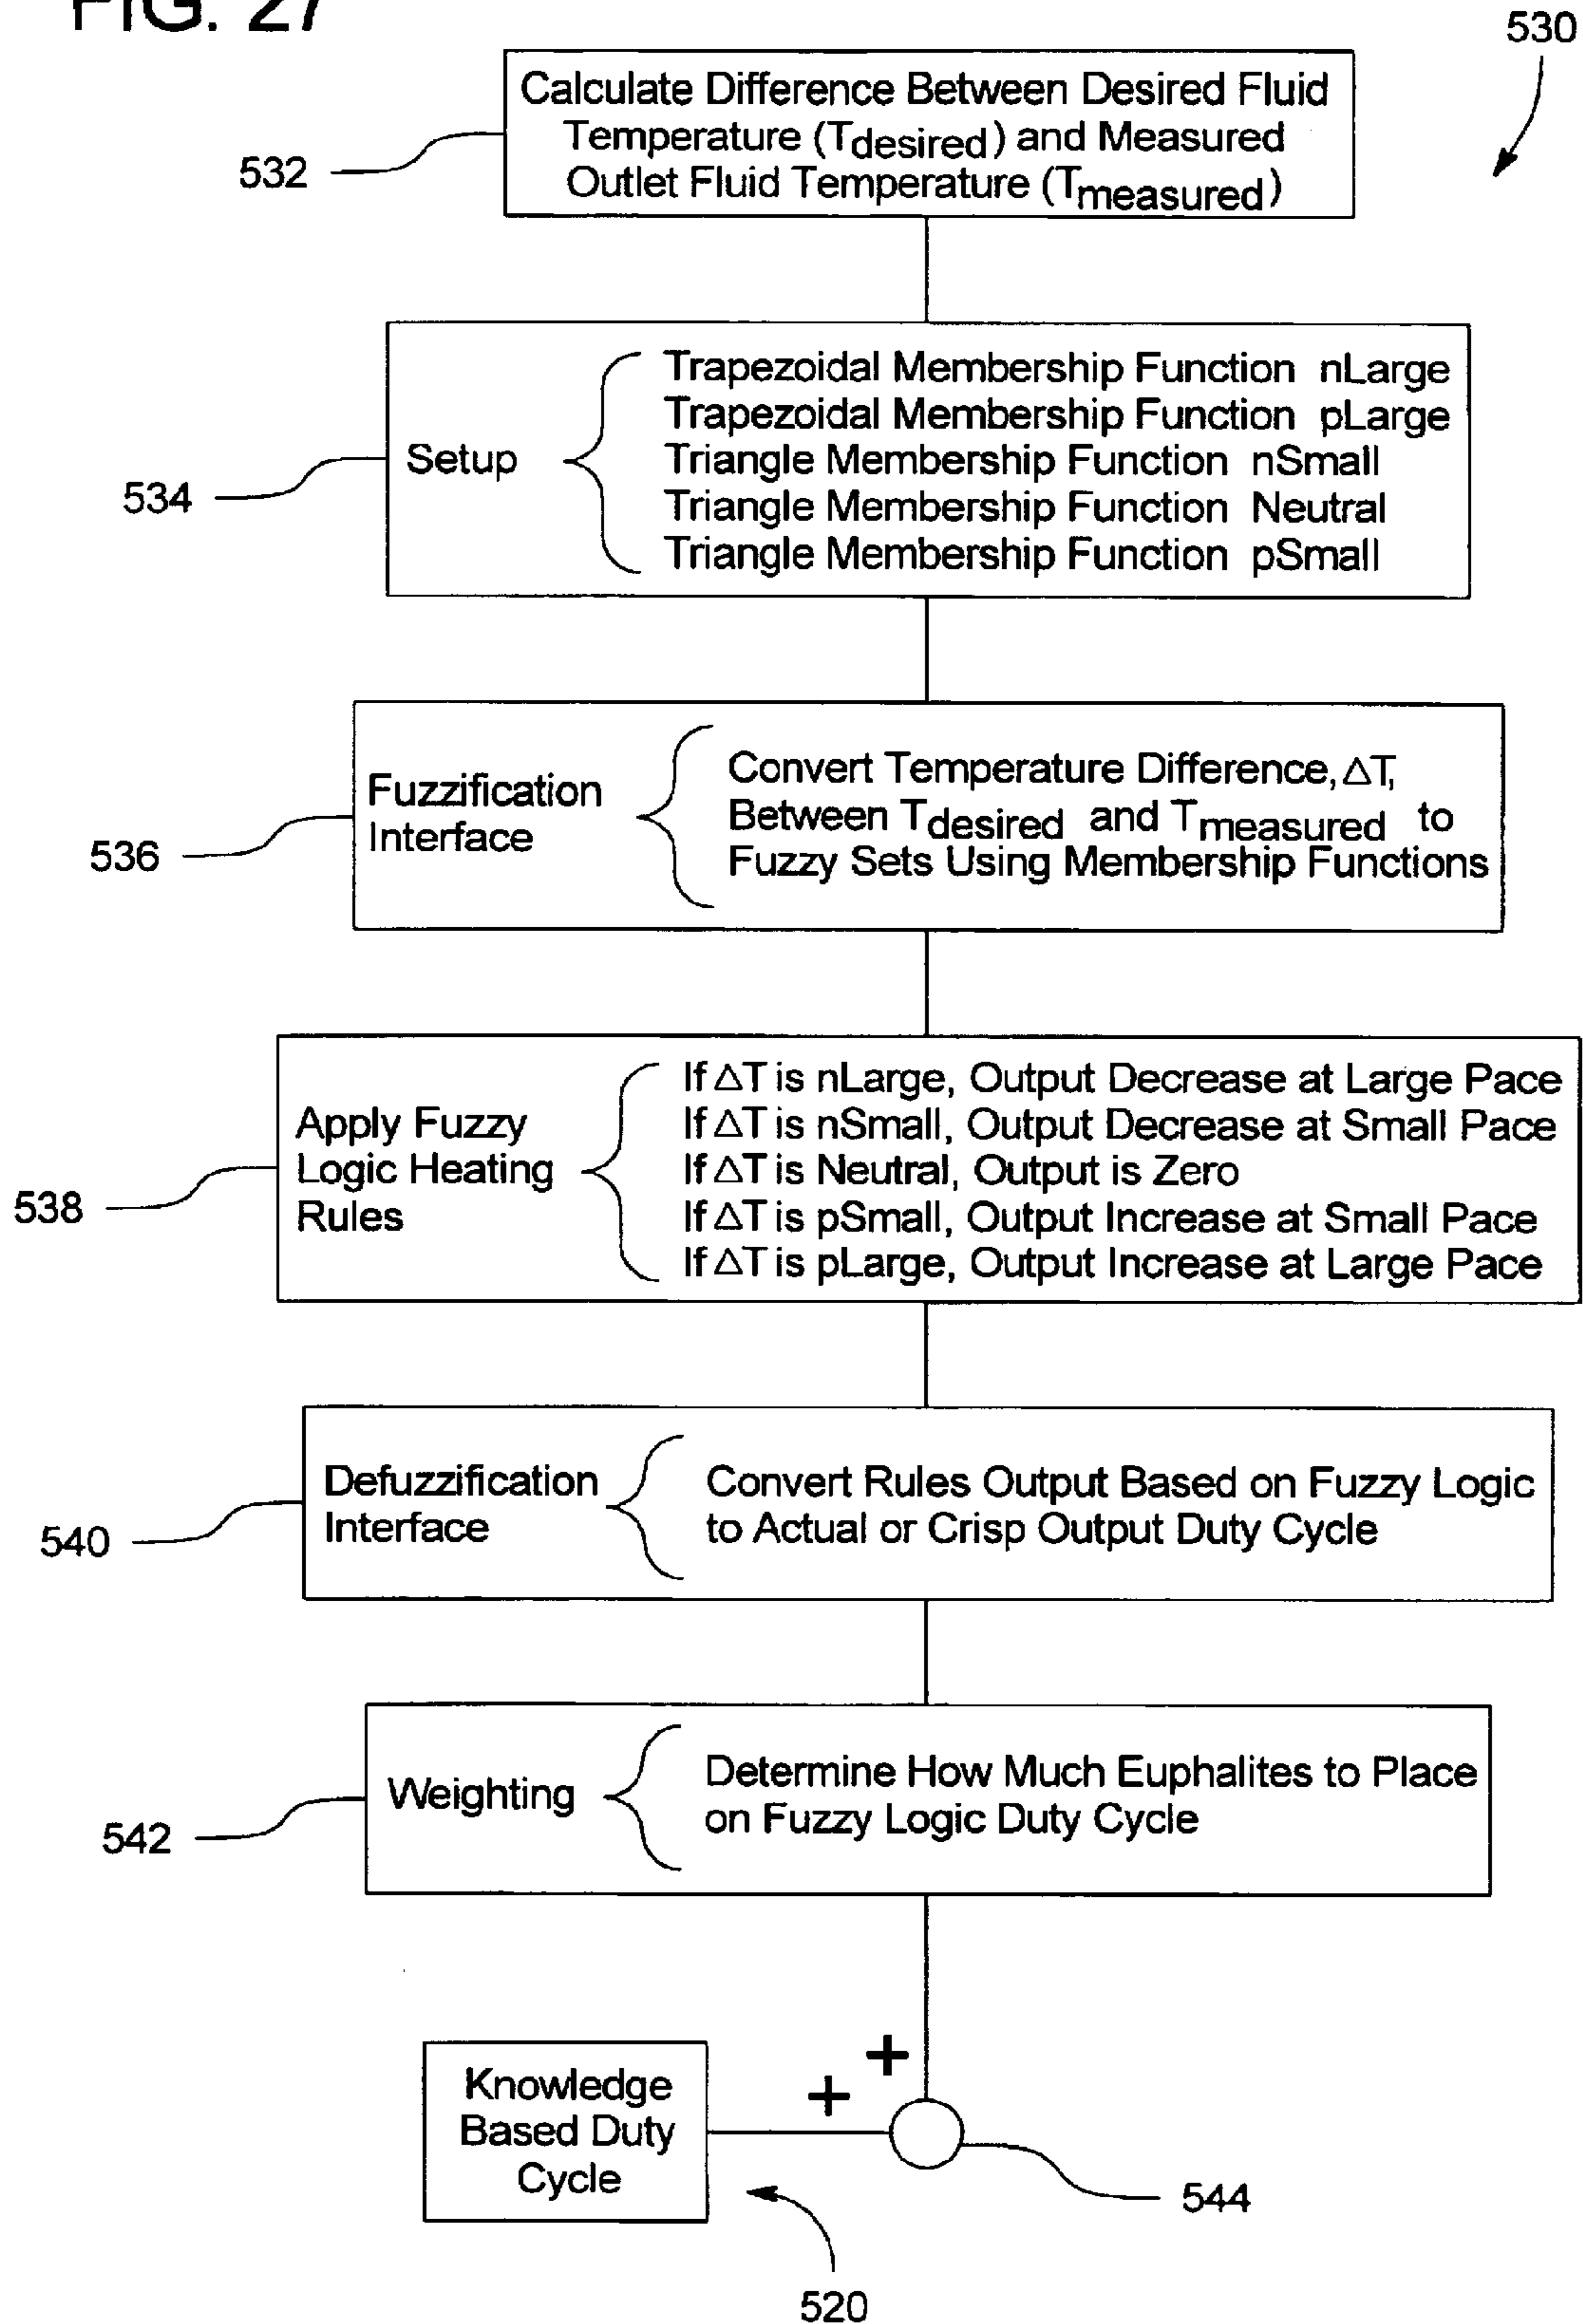 FIG. 27
530
Calculate Difference Between Desired Fluid
Temperature (Tdesired) and Measured
Outlet Fluid Temperature (Tmeasured)
532
Setup
Trapezoidal Membership Function nLarge
Trapezoidal Membership Function pLarge
Triangle Membership Function nSmall
Triangle Membership Function Neutral
Triangle Membership Function pSmall
534
Fuzzification
Interface
Convert Temperature Difference, ΔT,
Between Tdesired and Tmeasured to
Fuzzy Sets Using Membership Functions
536
Apply Fuzzy
Logic Heating
Rules
If ΔT is nLarge, Output Decrease at Large Pace
If ΔT is nSmall, Output Decrease at Small Pace
If ΔT is Neutral, Output is Zero
If ΔT is pSmall, Output Increase at Small Pace
If ΔT is pLarge, Output Increase at Large Pace
538
Defuzzification
Interface
Convert Rules Output Based on Fuzzy Logic
to Actual or Crisp Output Duty Cycle
540
Weighting
Determine How Much Euphalites to Place
on Fuzzy Logic Duty Cycle
542
+
+
Knowledge
Based Duty
Cycle
544
520